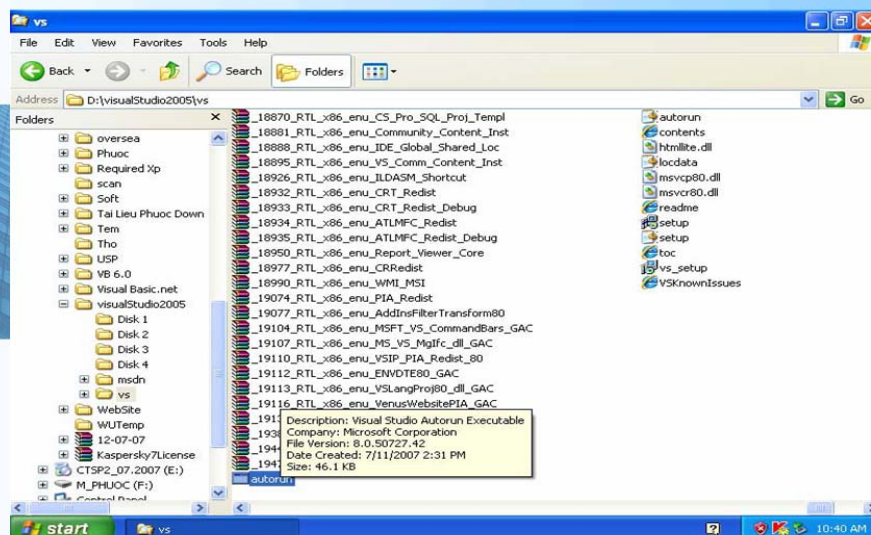 vs
File Edit View Favorites Tools Help
Back Search Folders
Address D:\visualStudio2005\vs Go
Folders
oversea
Phuoc
Required Xp
scan
Soft
Tai Lieu Phuoc Down
Tem
Tho
USP
VB 6.0
Visual Basic.net
visualStudio2005
Disk 1
Disk 2
Disk 3
Disk 4
msdn
vs
WebSite
WUTemp
12-07-07
Kaspersky7License
CTSP2_07.2007 (E:)
M_PHUOC (F:)
Control Panel
_18870_RTL_x86_enu_CS_Pro_SQL_Proj_Templ
_18881_RTL_x86_enu_Community_Content_Inst
_18888_RTL_x86_enu_IDE_Global_Shared_Loc
_18895_RTL_x86_enu_VS_Comm_Content_Inst
_18926_RTL_x86_enu_ILDASM_Shortcut
_18932_RTL_x86_enu_CRT_Redist
_18933_RTL_x86_enu_CRT_Redist_Debug
_18934_RTL_x86_enu_ATLMFC_Redist
_18935_RTL_x86_enu_ATLMFC_Redist_Debug
_18950_RTL_x86_enu_Report_Viewer_Core
_18977_RTL_x86_enu_CRRedist
_18990_RTL_x86_enu_WMI_MSI
_19074_RTL_x86_enu_PIA_Redist
_19077_RTL_x86_enu_AddInsFilterTransform80
_19104_RTL_x86_enu_MSFT_VS_CommandBars_GAC
_19107_RTL_x86_enu_MS_VS_MgIfc_dll_GAC
_19110_RTL_x86_enu_VSIP_PIA_Redist_80
_19112_RTL_x86_enu_ENVDTE80_GAC
_19113_RTL_x86_enu_VSLangProj80_dll_GAC
_19116_RTL_x86_enu_VenusWebsitePIA_GAC
autorun
Description: Visual Studio Autorun Executable
Company: Microsoft Corporation
File Version: 8.0.50727.42
Date Created: 7/11/2007 2:31 PM
Size: 46.1 KB
autorun
contents
htmllite.dll
locdata
msvcp80.dll
msvcr80.dll
readme
setup
setup
toc
vs_setup
VSKnownIssues
start vs 10:40 AM